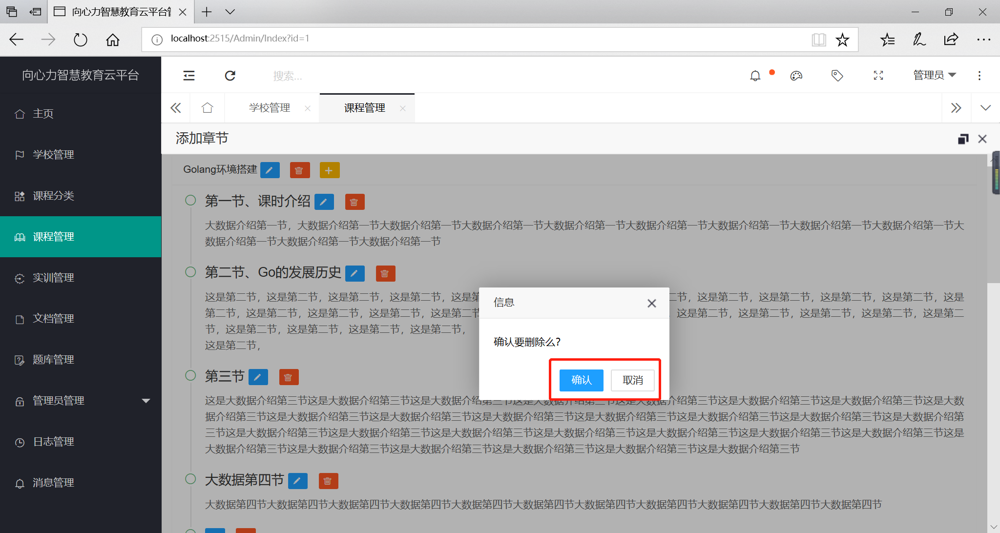 向心力智慧教育云平台管
localhost:2515/Admin/Index?id=1
向心力智慧教育云平台
搜索...
管理员
主页
学校管理
课程分类
课程管理
实训管理
文档管理
题库管理
管理员管理
日志管理
消息管理
学校管理
课程管理
添加章节
Golang环境搭建
第一节、课时介绍
大数据介绍第一节，大数据介绍第一节大数据介绍第一节大数据介绍第一节大数据介绍第一节大数据介绍第一节大数据介绍第一节大数据介绍第一节大数据介绍第一节大
数据介绍第一节大数据介绍第一节大数据介绍第一节
第二节、Go的发展历史
这是第二节，这是第二节，这是第二节，这是第二节，这是第 二节，这是第二节，这是第二节，这是第二节，这是第二节，这是
第二节，这是第二节，这是第二节，这是第二节，这是第二节 这是第二节，这是第二节，这是第二节，这是第二节，这是第二
节，这是第二节，这是第二节，这是第二节，这是第二节，
这是第二节，
信息
确认要删除么?
确认
取消
第三节
这是大数据介绍第三节这是大数据介绍第三节这是大数据介绍第三节这是大数据介绍第三节这是大数据介绍第三节这是大数据介绍第三节这是大数据介绍第三节这是大数
据介绍第三节这是大数据介绍第三节这是大数据介绍第三节这是大数据介绍第三节这是大数据介绍第三节这是大数据介绍第三节这是大数据介绍第三节这是大数据介绍第
三节这是大数据介绍第三节这是大数据介绍第三节这是大数据介绍第三节这是大数据介绍第三节这是大数据介绍第三节这是大数据介绍第三节这是大数据介绍第三节这是
大数据介绍第三节这是大数据介绍第三节这是大数据介绍第三节这是大数据介绍第三节这是大数据介绍第三节这是大数据介绍第三节
大数据第四节
大数据第四节大数据第四节大数据第四节大数据第四节大数据第四节大数据第四节大数据第四节大数据第四节大数据第四节大数据第四节大数据第四节